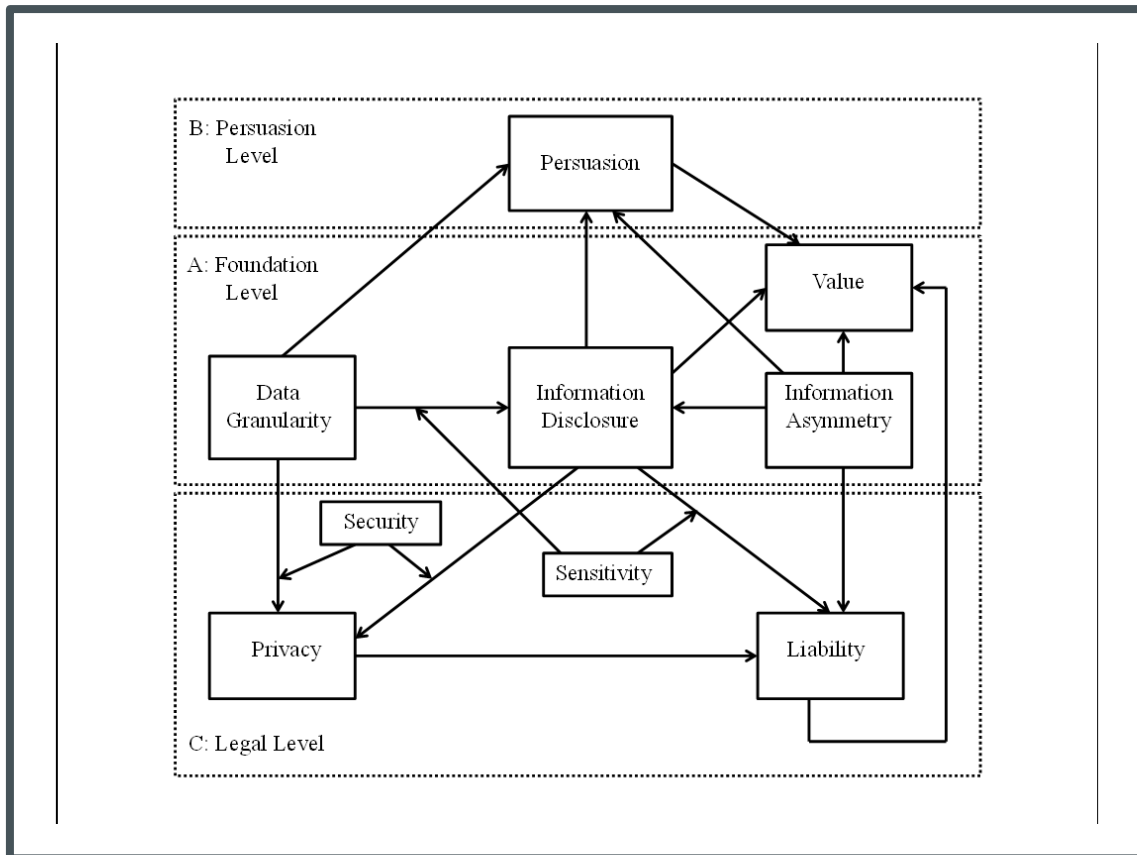 B: Persuasion
Level
Persuasion
A: Foundation
Level
Value
Data
Granularity
Information
Disclosure
Information
Asymmetry
Security
Sensitivity
Privacy
Liability
C: Legal Level